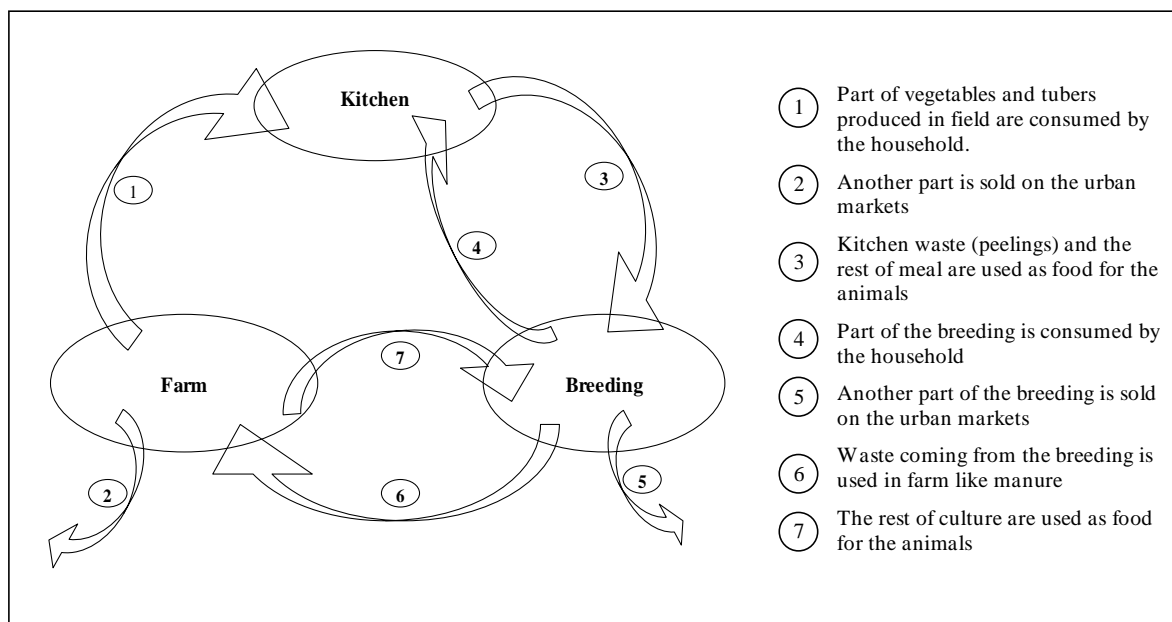 Kitchen
1
3
4
7
Farm
Breeding
2
6
5
1 Part of vegetables and tubers
produced in field are consumed by
the household.
2 Another part is sold on the urban
markets
3 Kitchen waste (peelings) and the
rest of meal are used as food for the
animals
4 Part of the breeding is consumed by
the household
5 Another part of the breeding is sold
on the urban markets
6 Waste coming from the breeding is
used in farm like manure
7 The rest of culture are used as food
for the animals